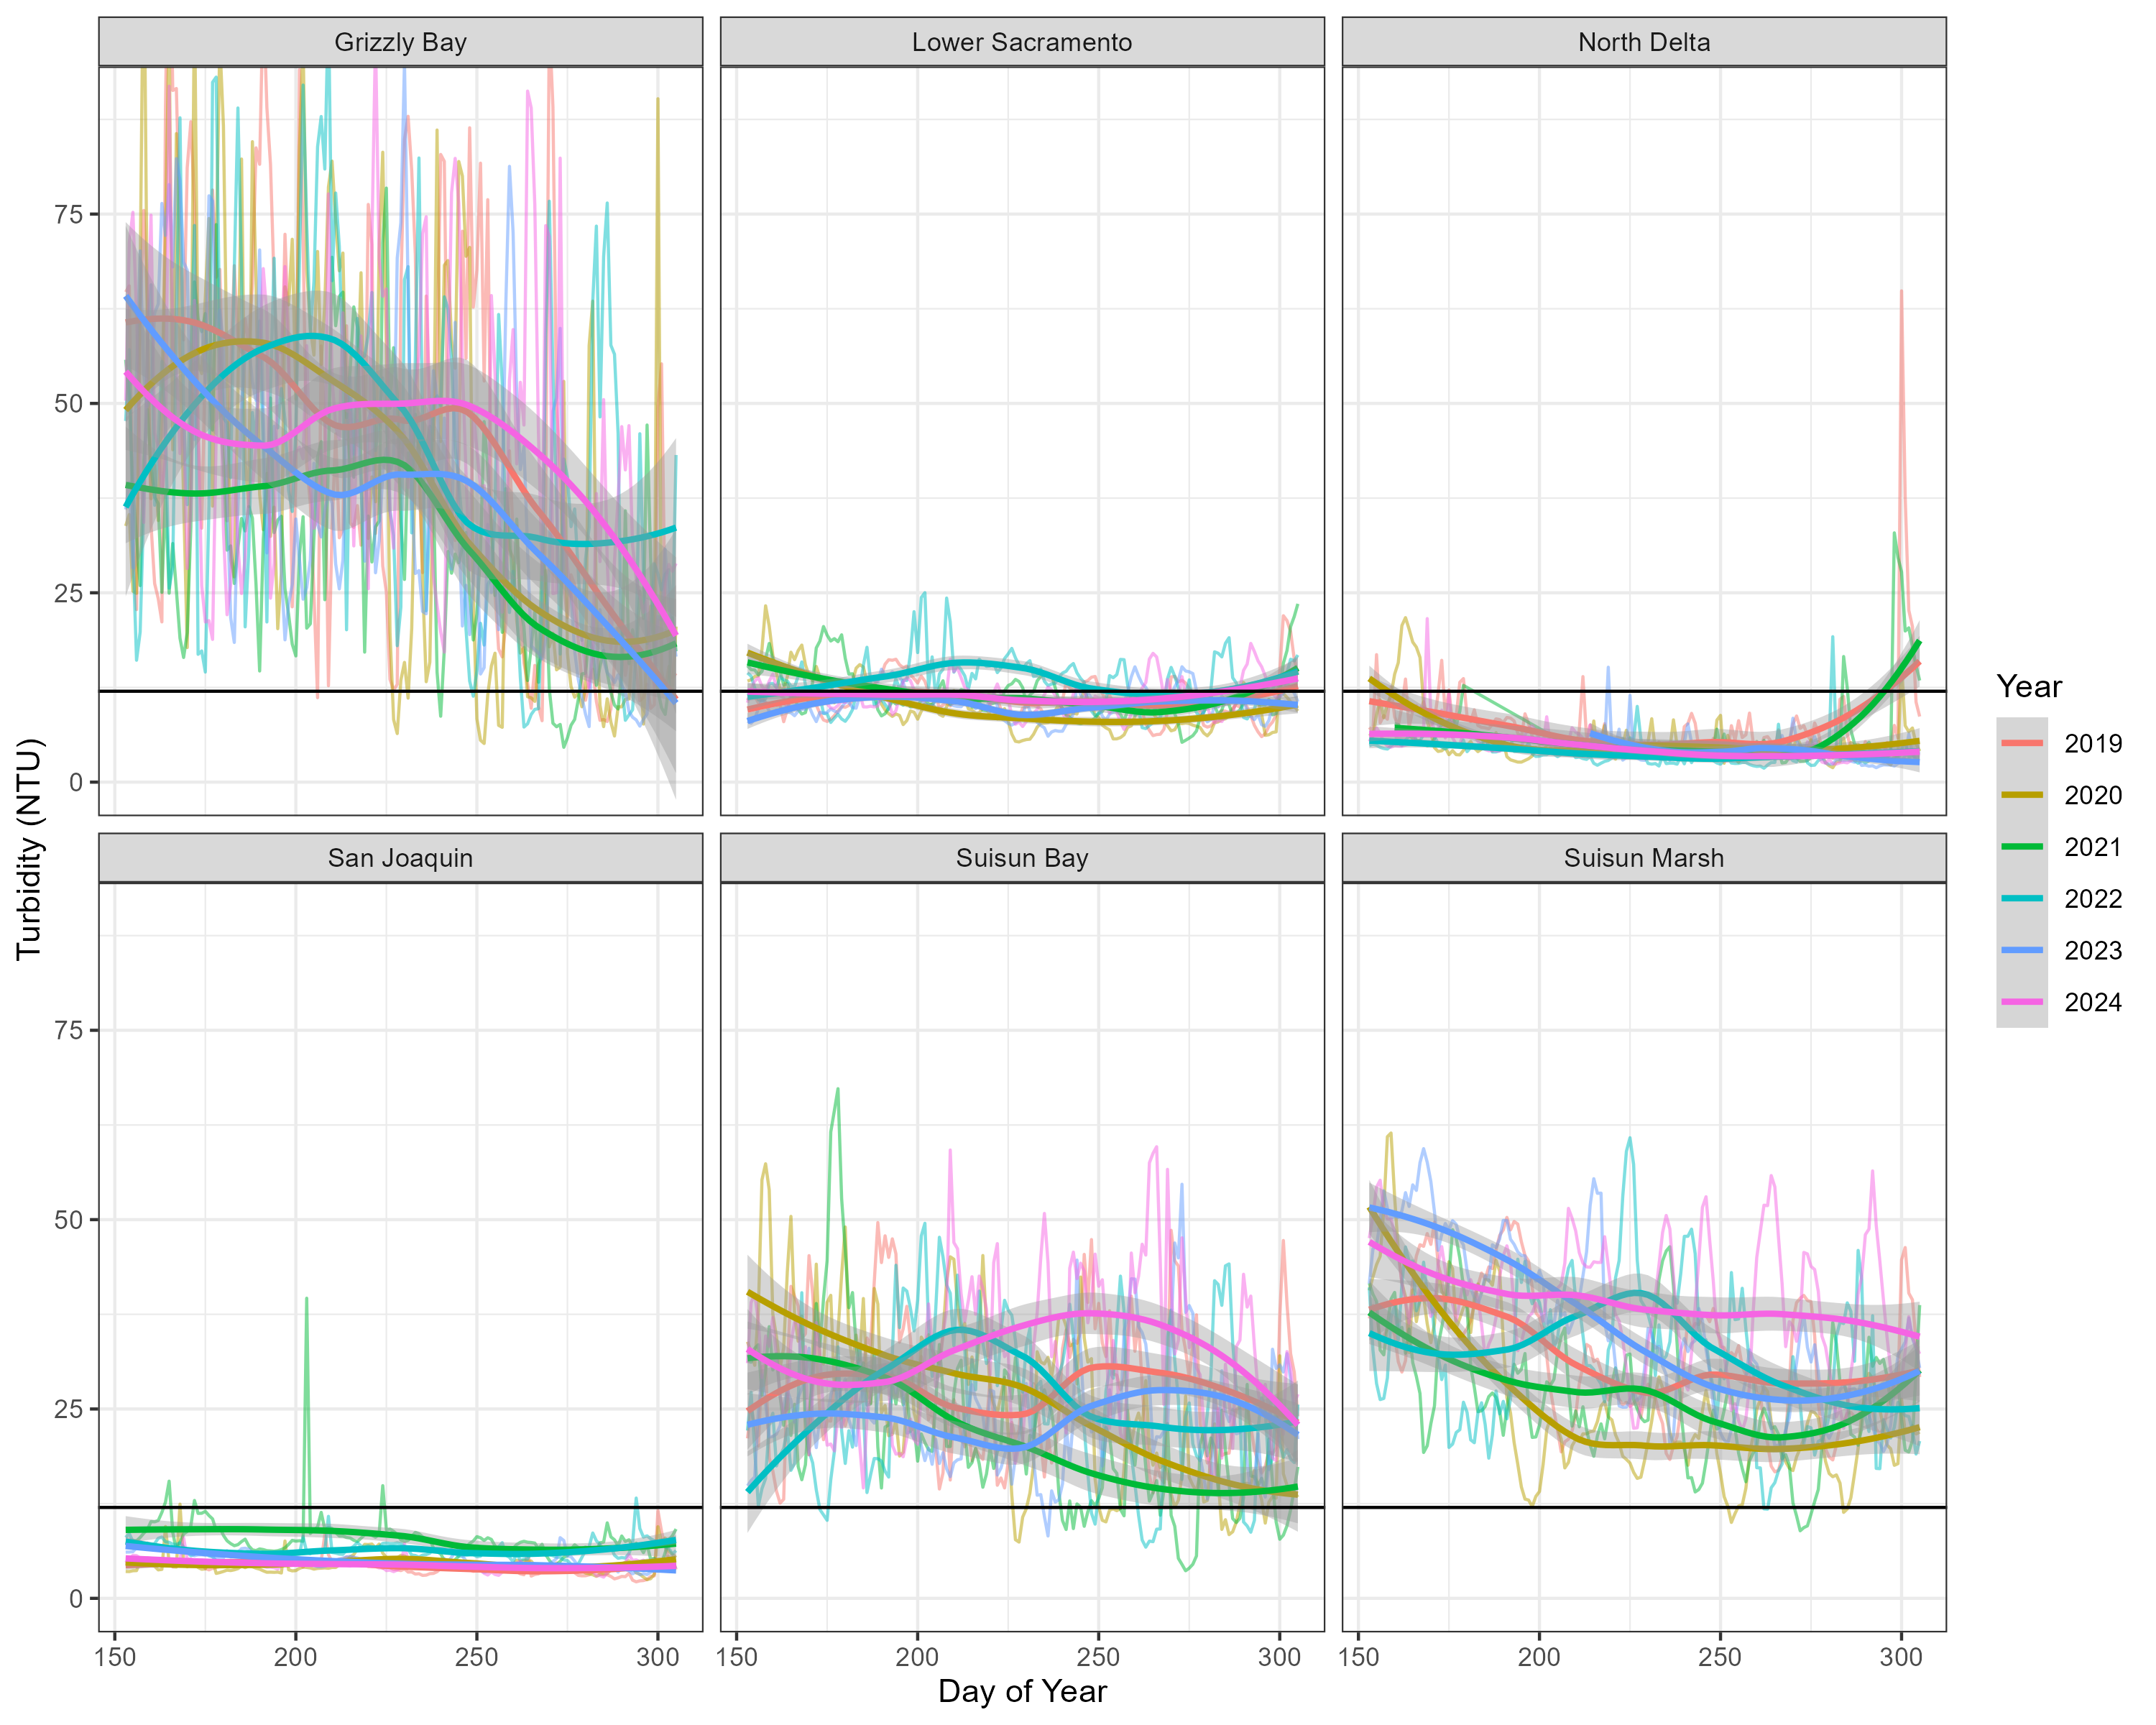 Grizzly Bay
Lower Sacramento
North Delta
75
50
25
0
San Joaquin
Suisun Bay
Suisun Marsh
75
50
25
0
150
200
250
300
150
200
250
300
150
200
250
300
Day of Year
Turbidity (NTU)
Year
2019
2020
2021
2022
2023
2024